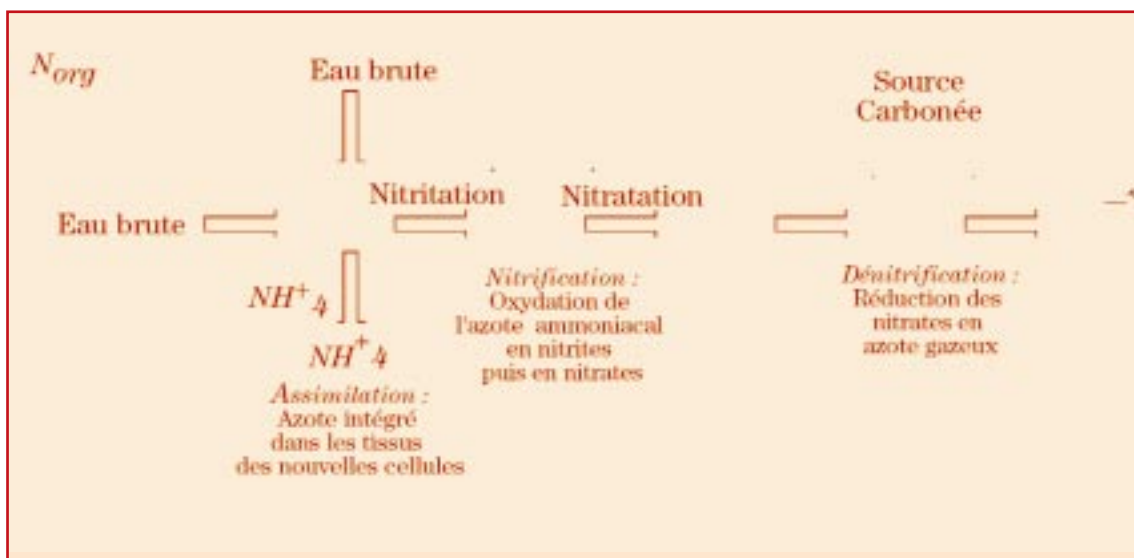 N_org
Eau brute
Source
Carbonée
Nitritation
Nitratation
Eau brute
NH+4
NH+4
Nitrification :
Oxydation de
l'azote ammoniacal
en nitrites
puis en nitrates
Dénitrification :
Réduction des
nitrates en
azote gazeux
Assimilation :
Azote intégré
dans les tissus
des nouvelles cellules